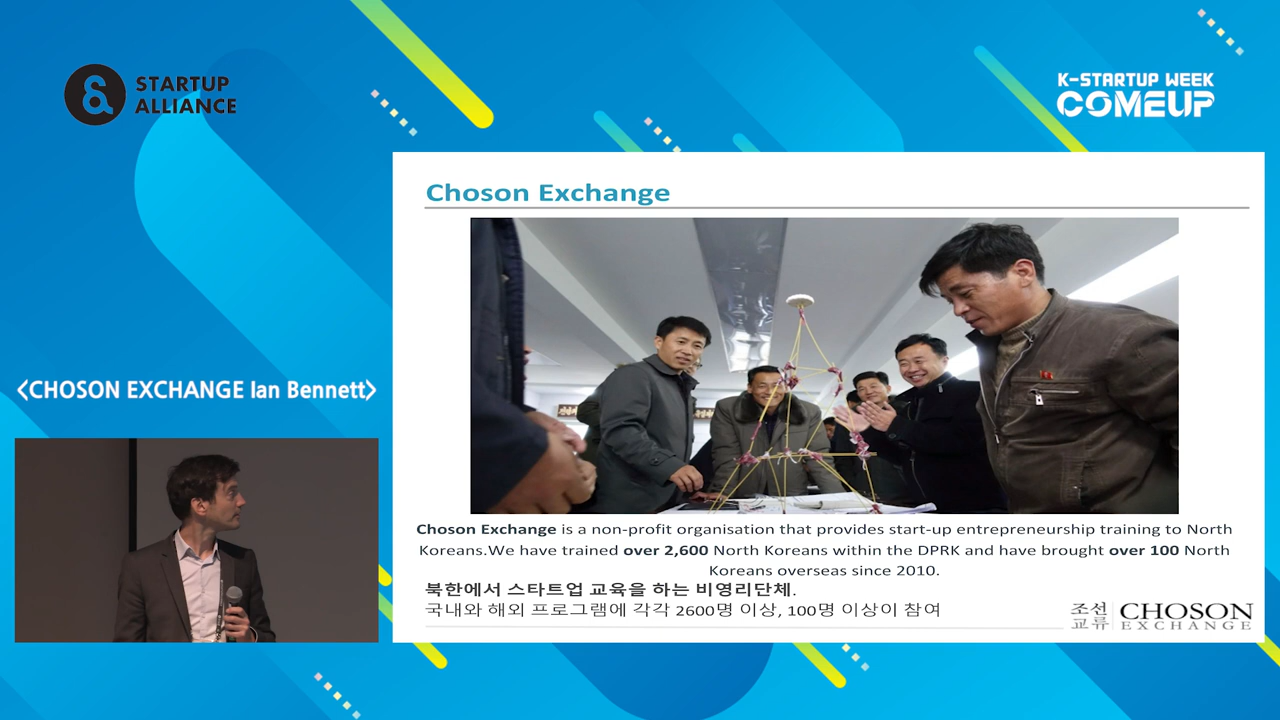 STARTUP
ALLIANCE
K-STARTUP WEEK
COMEUP
Choson Exchange
<CHOSON EXCHANGE Ian Bennett>
Choson Exchange is a non-profit organisation that provides start-up entrepreneurship training to North
Koreans.We have trained over 2,600 North Koreans within the DPRK and have brought over 100 North
Koreans overseas since 2010.
북한에서 스타트업 교육을 하는 비영리단체.
국내와 해외 프로그램에 각각 2600명 이상, 100명 이상이 참여
조선
교류
CHOSON
EXCHANGE